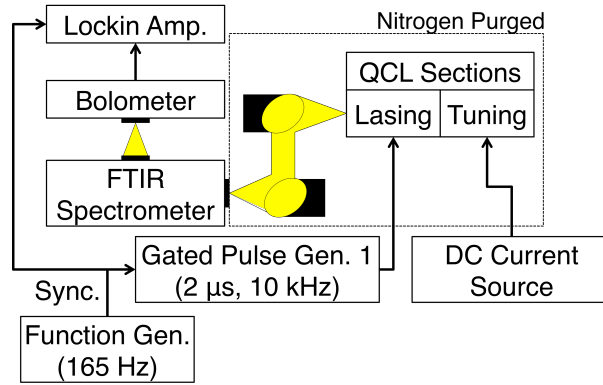 Lockin Amp.
Nitrogen Purged
QCL Sections
Bolometer
Lasing
Tuning
FTIR
Spectrometer
Gated Pulse Gen. 1
(2 µs, 10 kHz)
DC Current
Source
Sync.
Function Gen.
(165 Hz)